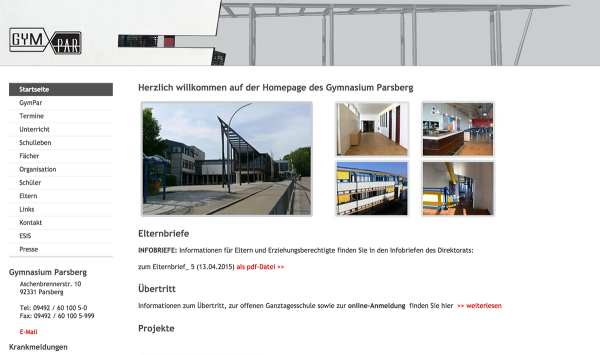 GYM
PAR
Startseite
GymPar
Termine
Unterricht
Schulleben
Fächer
Organisation
Schüler
Eltern
Links
Kontakt
ESIS
Presse
Gymnasium Parsberg
Aschenbrennerstr. 10
92331 Parsberg
Tel: 09492 / 60 100 5-0
Fax: 09492 / 60 100 5-999
E-Mail
Krankmeldungen
Herzlich willkommen auf der Homepage des Gymnasium Parsberg
Elternbriefe
INFOBRIEFE: Informationen für Eltern und Erziehungsberechtigte finden Sie in den Infobriefen des Direktorats:
zum Elternbrief_ 5 (13.04.2015) als pdf-Datei >>
Übertritt
Informationen zum Übertritt, zur offenen Ganztagesschule sowie zur online-Anmeldung finden Sie hier >> weiterlesen
Projekte